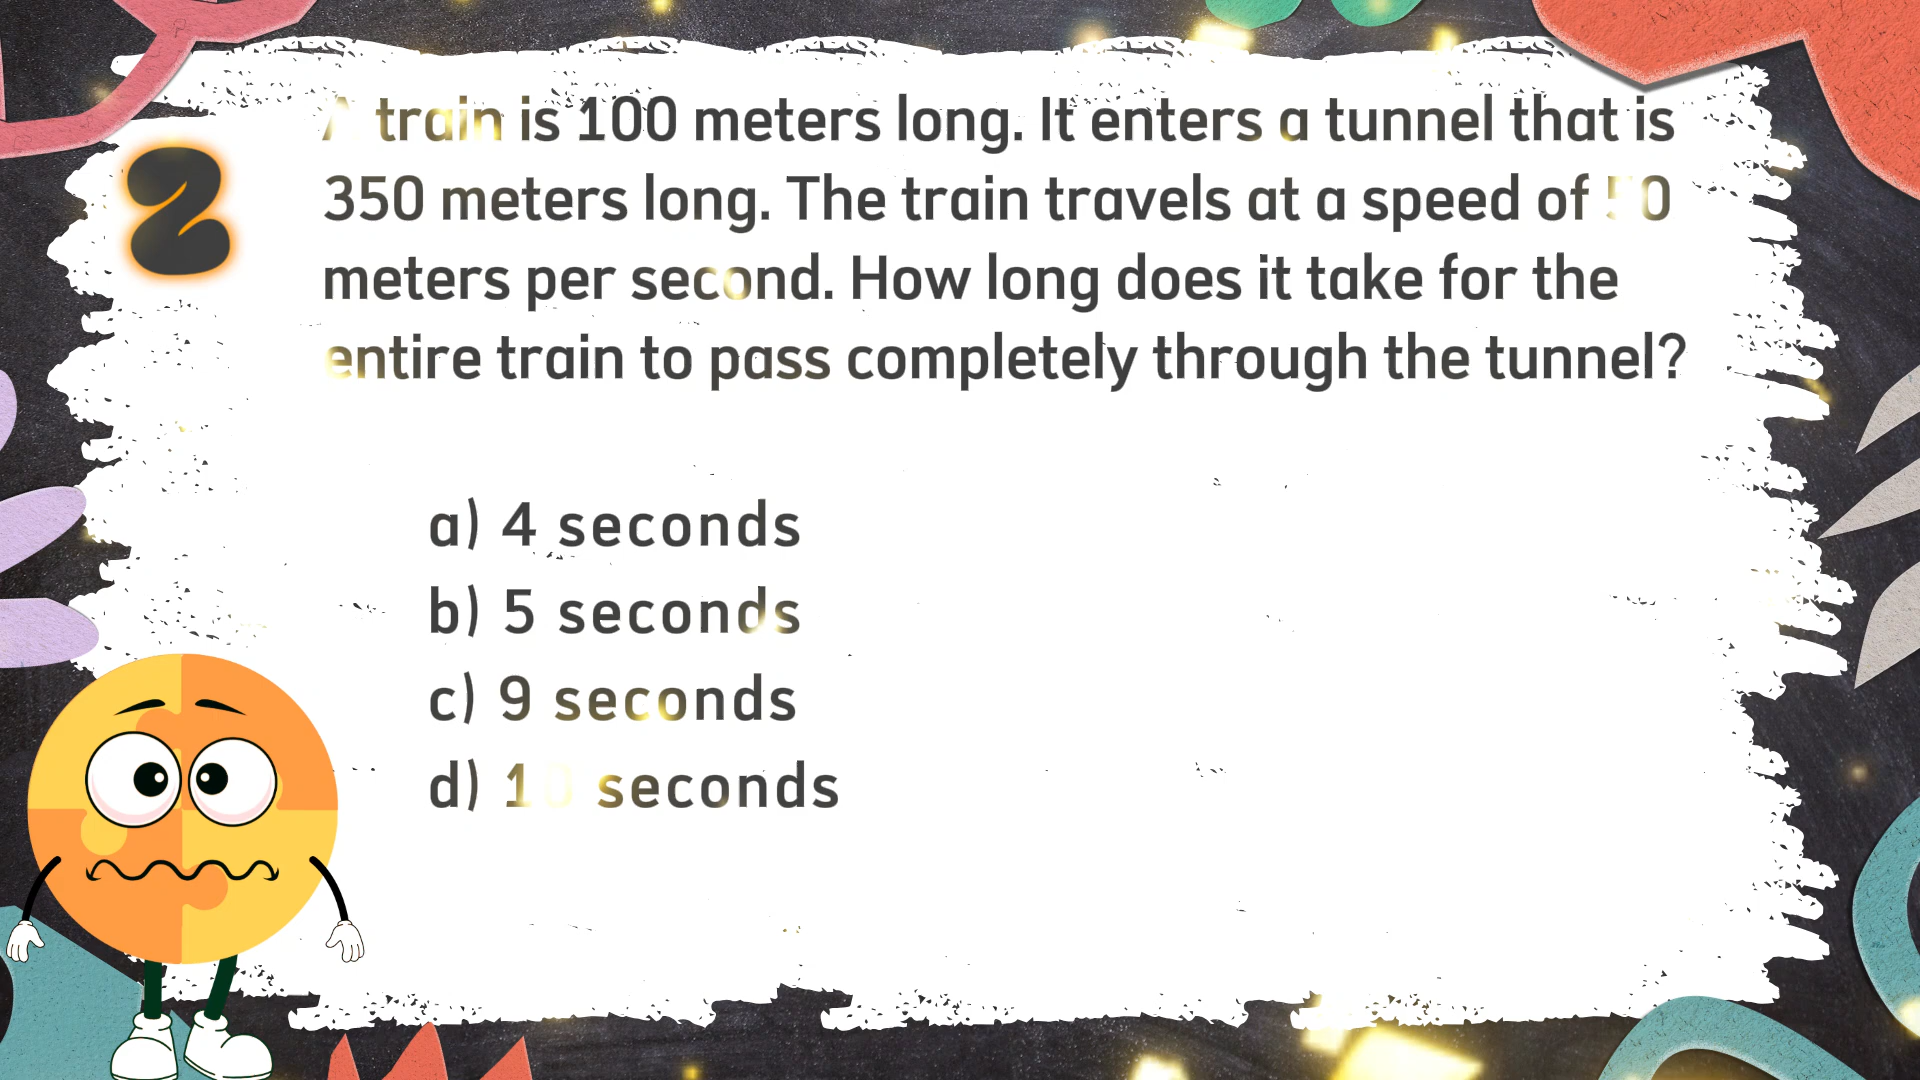 A train is 100 meters long. It enters a tunnel that is
2
350 meters long. The train travels at a speed of 50
meters per second. How long does it take for the
entire train to pass completely through the tunnel?
a) 4 seconds
b) 5 seconds
c) 9 seconds
d) 10 seconds